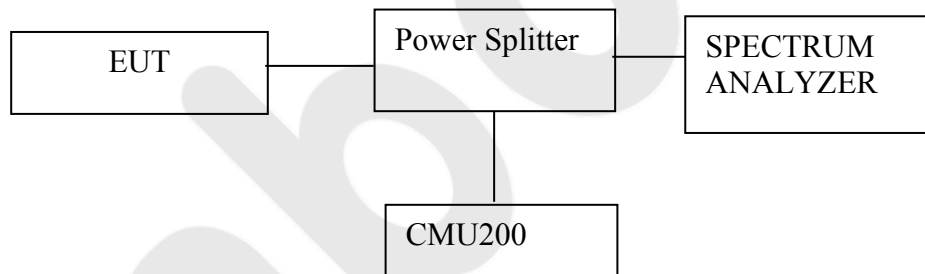 EUT
Power Splitter
SPECTRUM
ANALYZER
CMU200